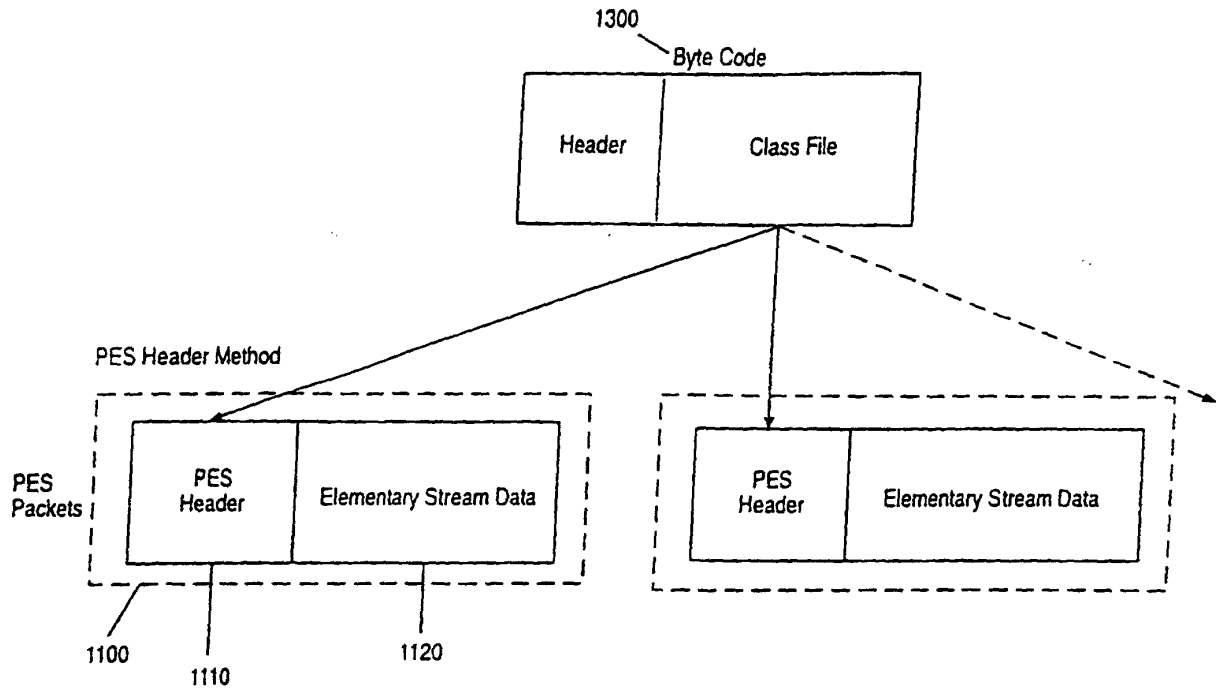 1300
Byte Code
Header
Class File
PES Header Method
PES
Packets
PES
Header
Elementary Stream Data
PES
Header
Elementary Stream Data
1100
1110
1120